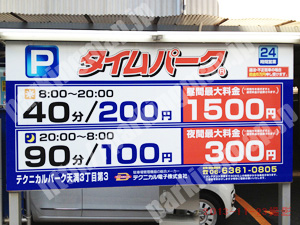 P タイムパーク 24
時間営業
8:00~20:00 昼間最大料金
40分/200円 1500円
20:00~8:00 夜間最大料金
90分/100円 300円
テクニカルパーク天満3丁目第3 テクニカル電子株式会社 06-6361-0805